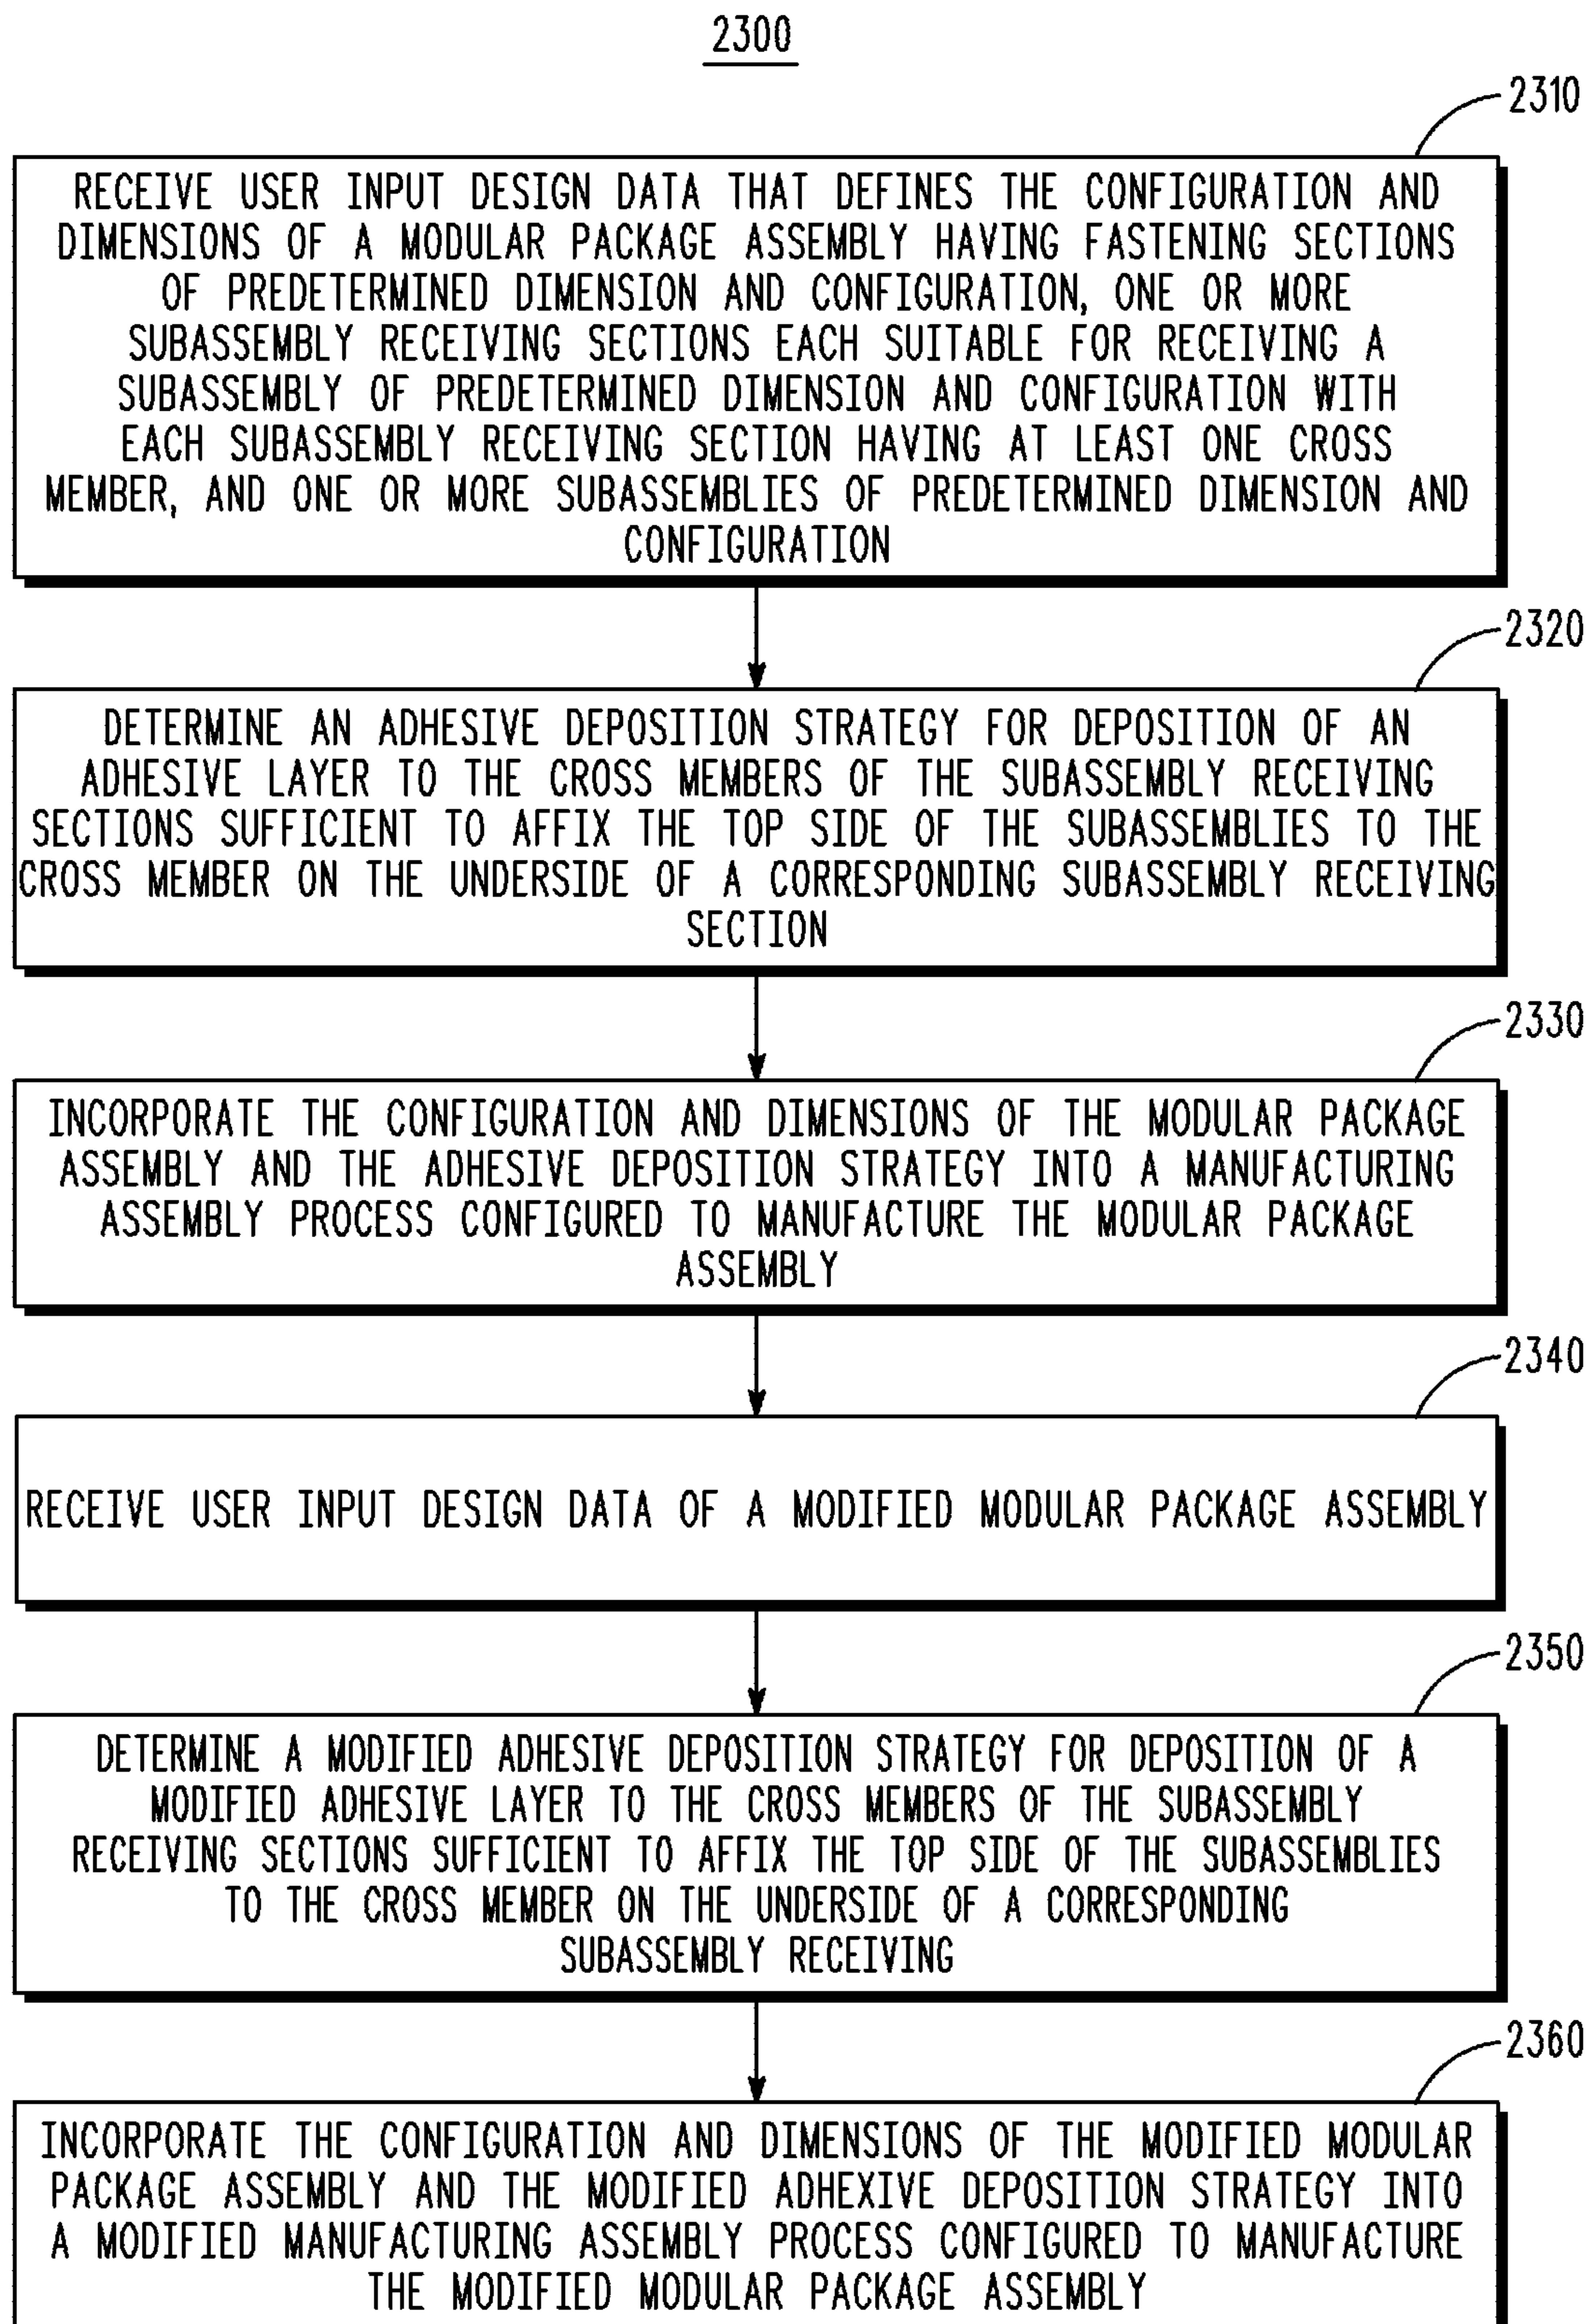 2300
2310
RECEIVE USER INPUT DESIGN DATA THAT DEFINES THE CONFIGURATION AND
DIMENSIONS OF A MODULAR PACKAGE ASSEMBLY HAVING FASTENING SECTIONS
OF PREDETERMINED DIMENSION AND CONFIGURATION, ONE OR MORE
SUBASSEMBLY RECEIVING SECTIONS EACH SUITABLE FOR RECEIVING A
SUBASSEMBLY OF PREDETERMINED DIMENSION AND CONFIGURATION WITH
EACH SUBASSEMBLY RECEIVING SECTION HAVING AT LEAST ONE CROSS
MEMBER, AND ONE OR MORE SUBASSEMBLIES OF PREDETERMINED DIMENSION AND
CONFIGURATION
2320
DETERMINE AN ADHESIVE DEPOSITION STRATEGY FOR DEPOSITION OF AN
ADHESIVE LAYER TO THE CROSS MEMBERS OF THE SUBASSEMBLY RECEIVING
SECTIONS SUFFICIENT TO AFFIX THE TOP SIDE OF THE SUBASSEMBLIES TO THE
CROSS MEMBER ON THE UNDERSIDE OF A CORRESPONDING SUBASSEMBLY RECEIVING
SECTION
2330
INCORPORATE THE CONFIGURATION AND DIMENSIONS OF THE MODULAR PACKAGE
ASSEMBLY AND THE ADHESIVE DEPOSITION STRATEGY INTO A MANUFACTURING
ASSEMBLY PROCESS CONFIGURED TO MANUFACTURE THE MODULAR PACKAGE
ASSEMBLY
2340
RECEIVE USER INPUT DESIGN DATA OF A MODIFIED MODULAR PACKAGE ASSEMBLY
2350
DETERMINE A MODIFIED ADHESIVE DEPOSITION STRATEGY FOR DEPOSITION OF A
MODIFIED ADHESIVE LAYER TO THE CROSS MEMBERS OF THE SUBASSEMBLY
RECEIVING SECTIONS SUFFICIENT TO AFFIX THE TOP SIDE OF THE SUBASSEMBLIES
TO THE CROSS MEMBER ON THE UNDERSIDE OF A CORRESPONDING
SUBASSEMBLY RECEIVING
2360
INCORPORATE THE CONFIGURATION AND DIMENSIONS OF THE MODIFIED MODULAR
PACKAGE ASSEMBLY AND THE MODIFIED ADHEXIVE DEPOSITION STRATEGY INTO
A MODIFIED MANUFACTURING ASSEMBLY PROCESS CONFIGURED TO MANUFACTURE
THE MODIFIED MODULAR PACKAGE ASSEMBLY